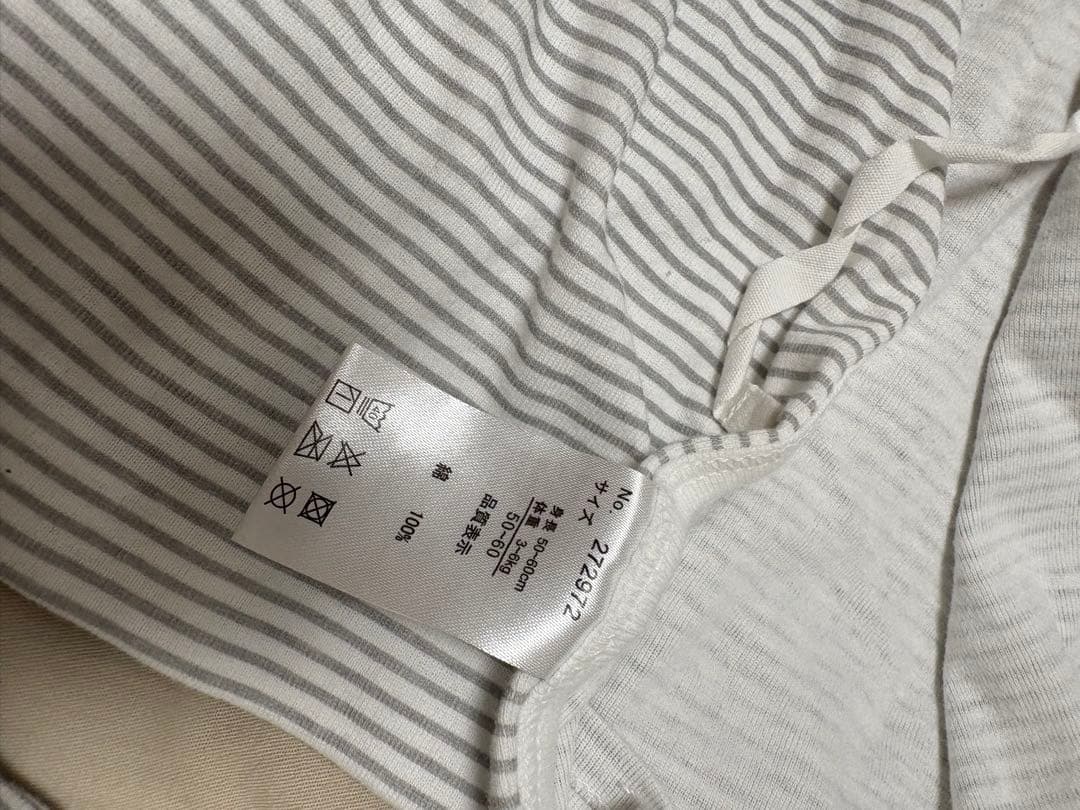 No. 272972
サイズ
身長 50~60cm
体重 3~6kg
50~60
品質表示
綿 100%
40